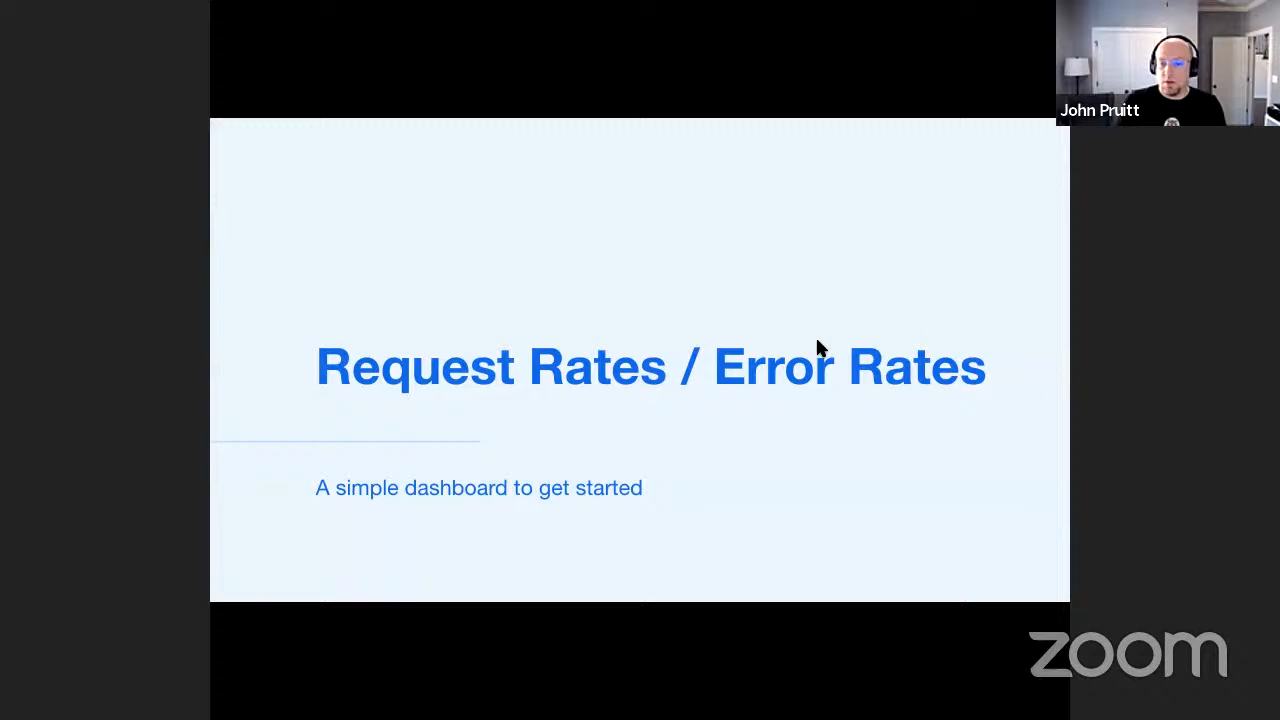 John Pruitt
Request Rates / Error Rates
A simple dashboard to get started
zoom